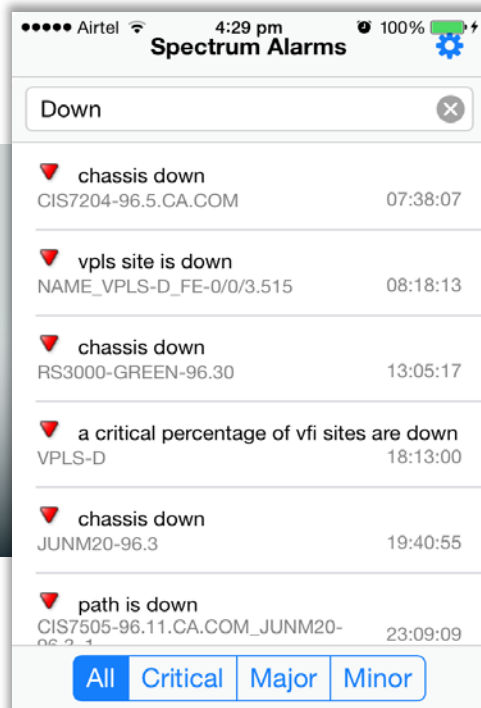 Airtel 4:29 pm 100%
Spectrum Alarms
Down
chassis down
CIS7204-96.5.CA.COM 07:38:07
vpls site is down
NAME_VPLS-D_FE-0/0/3.515 08:18:13
chassis down
RS3000-GREEN-96.30 13:05:17
a critical percentage of vfi sites are down
VPLS-D 18:13:00
chassis down
JUNM20-96.3 19:40:55
path is down
CIS7505-96.11.CA.COM_JUNM20- 23:09:09
All Critical Major Minor